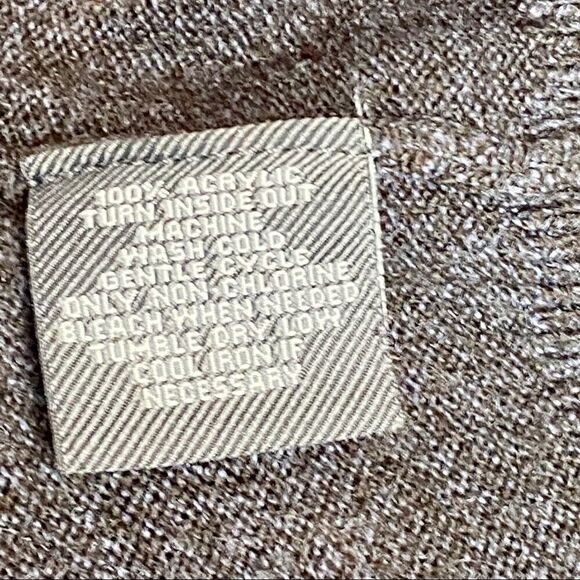 100% ACRYLIC
TURN INSIDE OUT
MACHINE
WASH COLD
GENTLE CYCLE
ONLY NON-CHLORINE
BLEACH WHEN NEEDED
TUMBLE DRY LOW
COOL IRON IF
NECESSARY